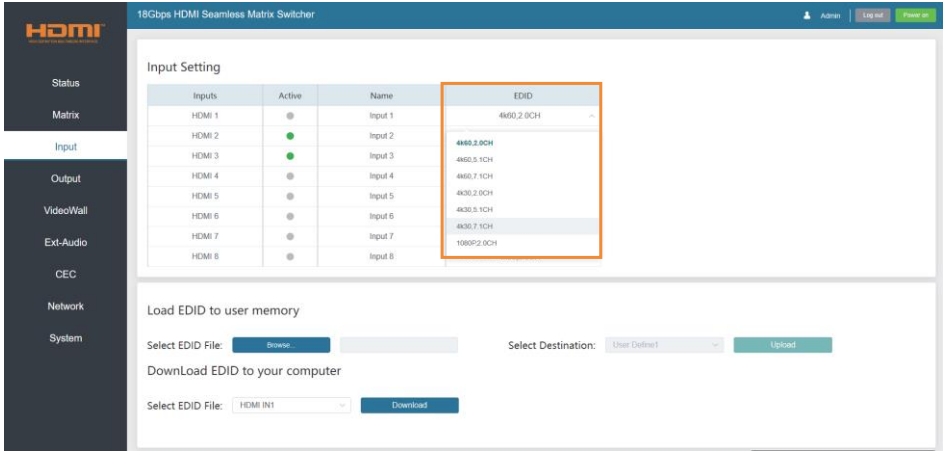 18Gbps HDMI Seamless Matrix Switcher
Admin
Log out
Power on
HDMI
Status
Matrix
Input
Output
VideoWall
Ext-Audio
CEC
Network
System
Input Setting
Inputs Active Name EDID
HDMI 1 Input 1 4k60,2.0CH
HDMI 2 Input 2
HDMI 3 Input 3
HDMI 4 Input 4
HDMI 5 Input 5
HDMI 6 Input 6
HDMI 7 Input 7
HDMI 8 Input 8
4k60,2.0CH
4k60,5.1CH
4k60,7.1CH
4k30,2.0CH
4k30,5.1CH
4k30,7.1CH
1080P,2.0CH
Load EDID to user memory
Select EDID File: Browse... Select Destination: User Define1 Upload
DownLoad EDID to your computer
Select EDID File: HDMI IN1 Download